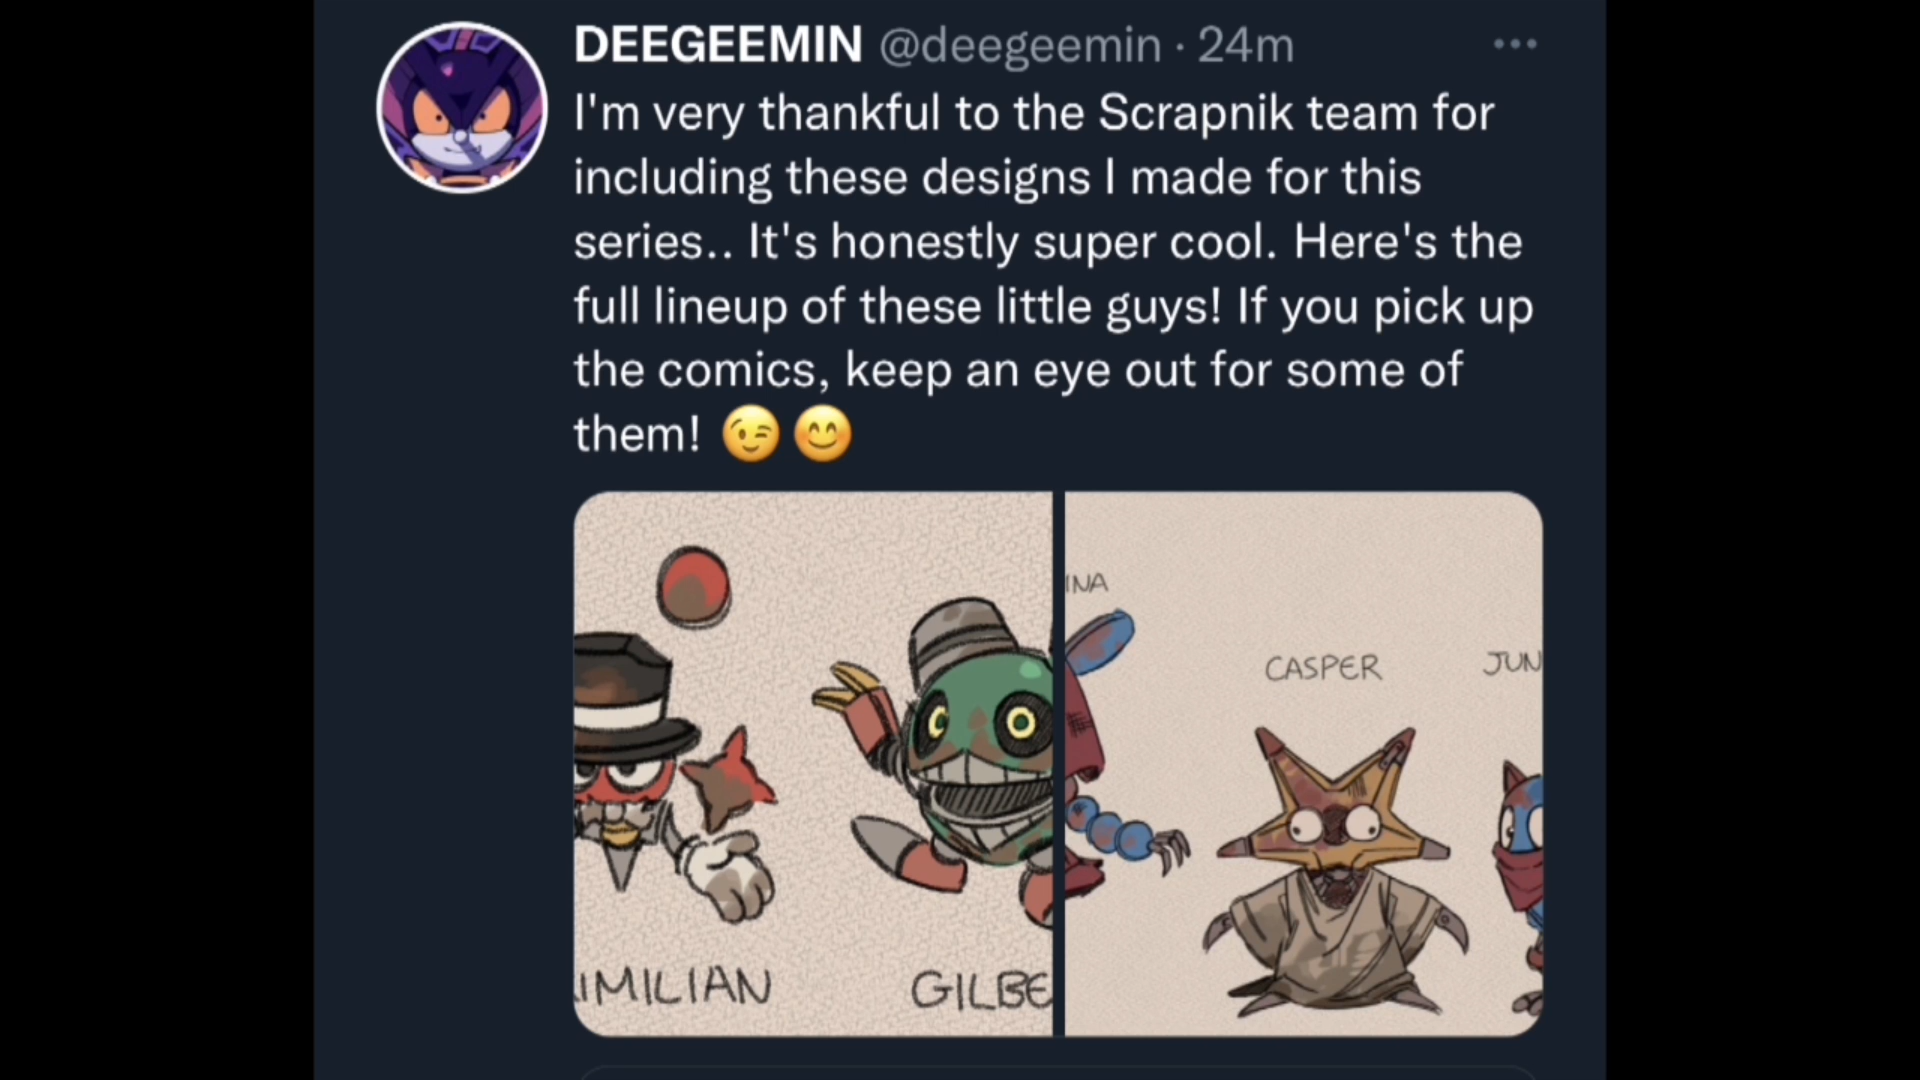 DEEGEEMIN @deegeemin · 24m
I'm very thankful to the Scrapnik team for
including these designs I made for this
series.. It's honestly super cool. Here's the
full lineup of these little guys! If you pick up
the comics, keep an eye out for some of
them! 😉 😊
INA
CASPER
JUN
IMILIAN
GILBE